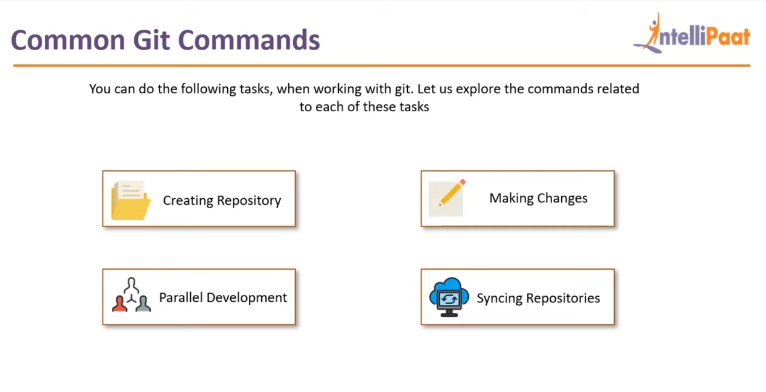 Common Git Commands
IntelliPaat
You can do the following tasks, when working with git. Let us explore the commands related
to each of these tasks
Creating Repository
Making Changes
Parallel Development
Syncing Repositories